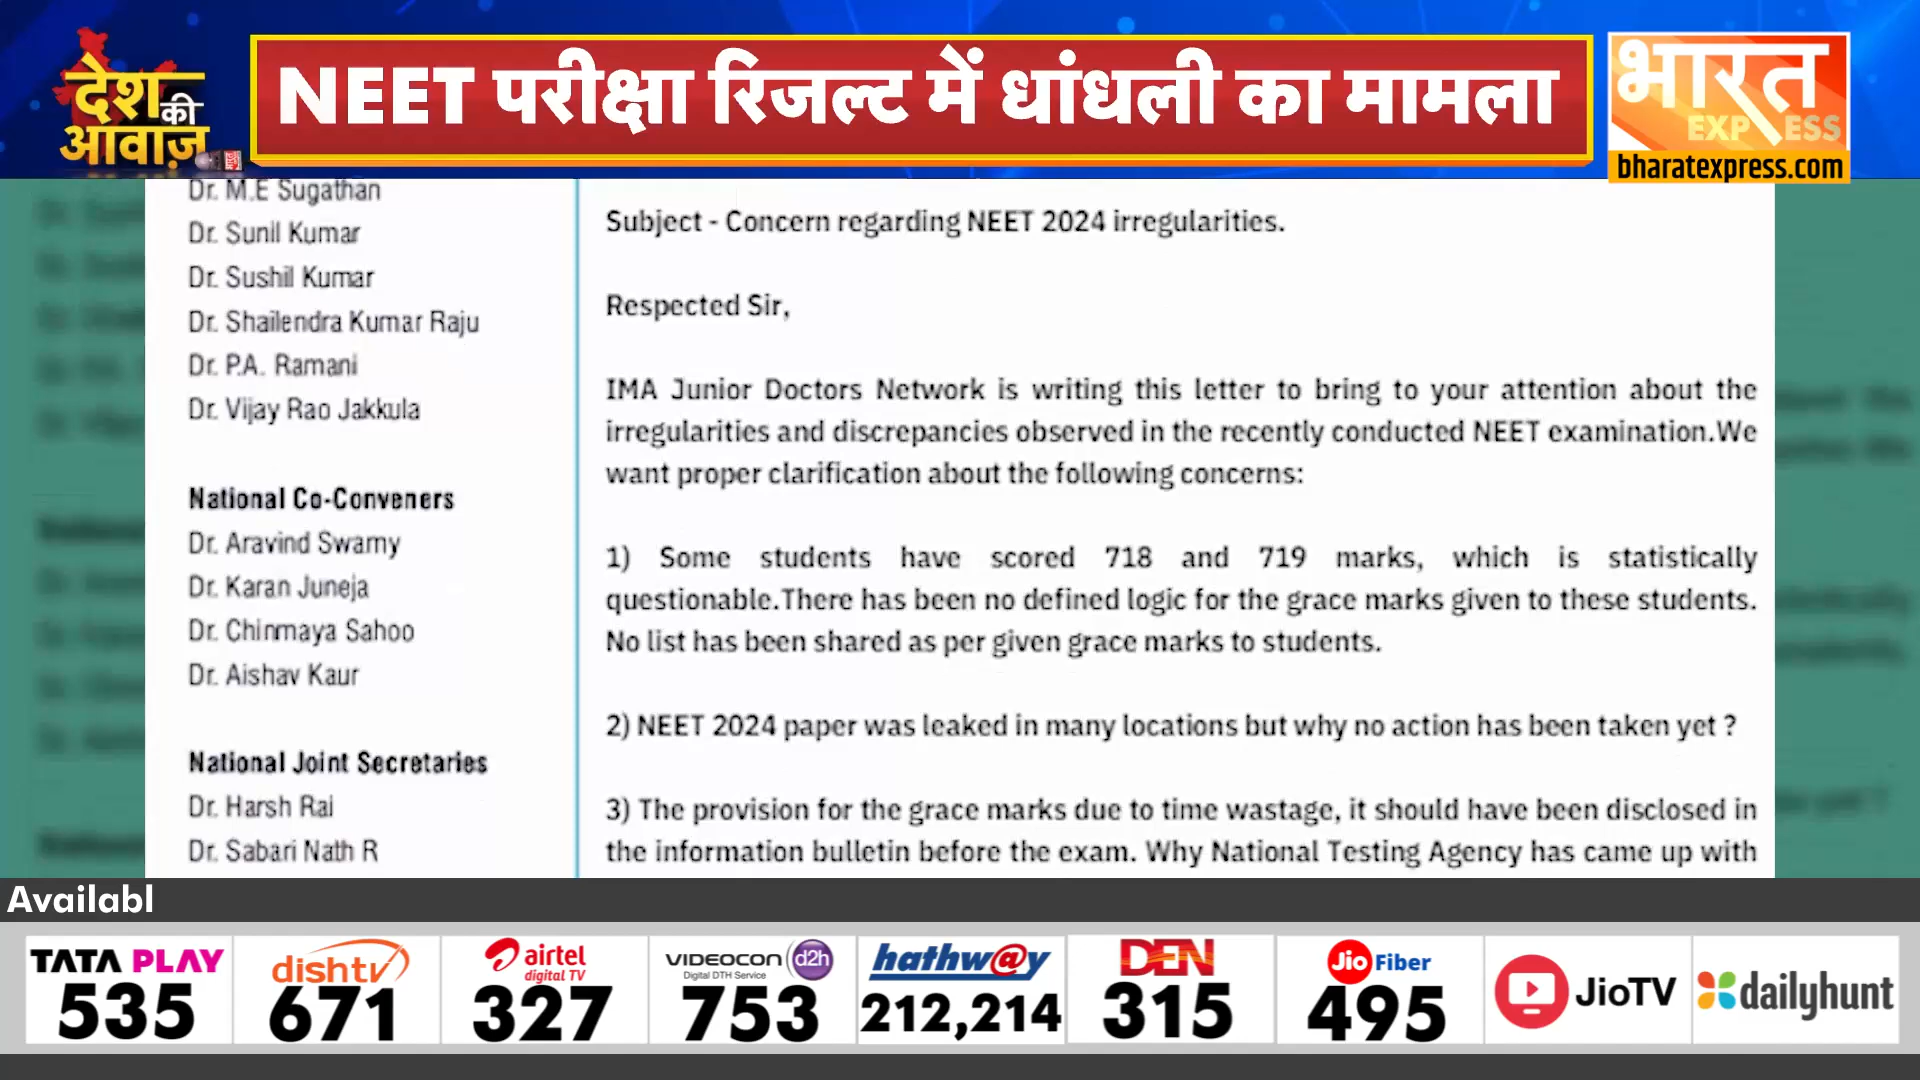 देश
की
आवाज़
NEET परीक्षा रिजल्ट में धांधली का मामला
भारत
EXPRESS
bharatexpress.com
Dr. M.E Sugathan
Dr. Sunil Kumar
Dr. Sushil Kumar
Dr. Shailendra Kumar Raju
Dr. P.A. Ramani
Dr. Vijay Rao Jakkula
National Co-Conveners
Dr. Aravind Swamy
Dr. Karan Juneja
Dr. Chinmaya Sahoo
Dr. Aishav Kaur
National Joint Secretaries
Dr. Harsh Rai
Dr. Sabari Nath R
Subject - Concern regarding NEET 2024 irregularities.
Respected Sir,
IMA Junior Doctors Network is writing this letter to bring to your attention about the
irregularities and discrepancies observed in the recently conducted NEET examination.We
want proper clarification about the following concerns:
1) Some students have scored 718 and 719 marks, which is statistically
questionable.There has been no defined logic for the grace marks given to these students.
No list has been shared as per given grace marks to students.
2) NEET 2024 paper was leaked in many locations but why no action has been taken yet ?
3) The provision for the grace marks due to time wastage, it should have been disclosed in
the information bulletin before the exam. Why National Testing Agency has came up with
Availabl
TATA PLAY
535
dishtv
671
airtel
digital TV
327
VIDEOCON d2h
Digital DTH Service
753
hathw@y
212,214
DEN
315
Jio Fiber
495
JioTV
dailyhunt